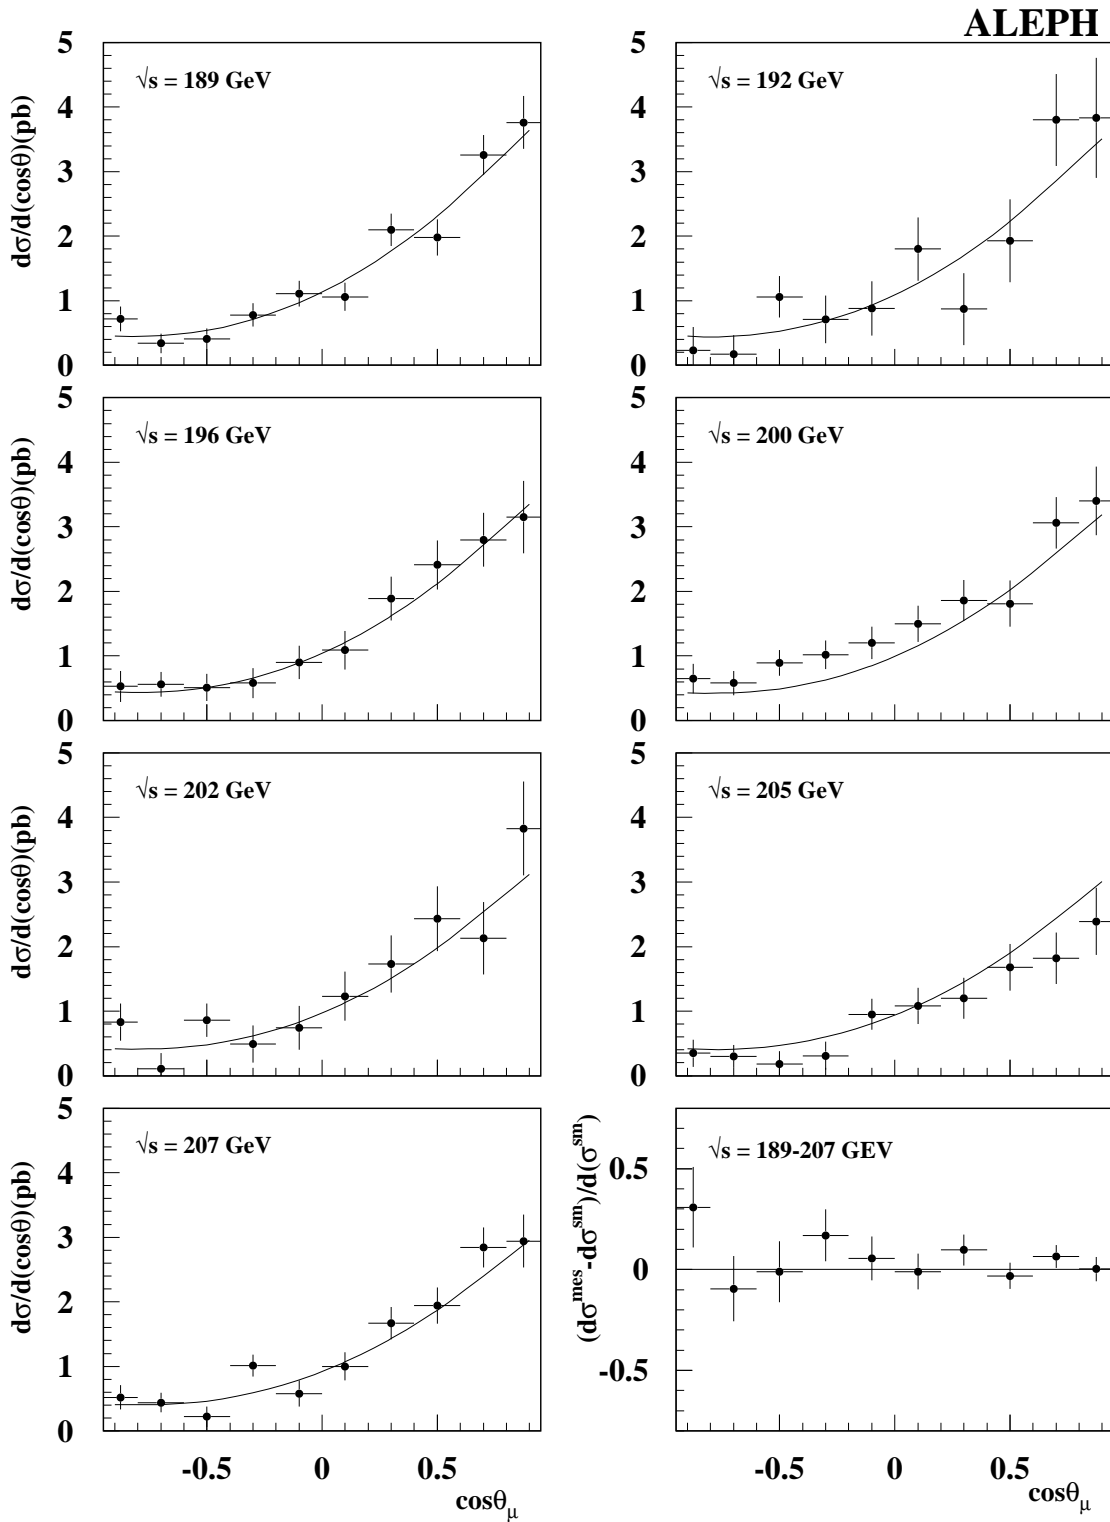 ALEPH
dσ/d(cosθ)(pb)
√s = 189 GeV
5
4
3
2
1
0
√s = 192 GeV
5
4
3
2
1
0
dσ/d(cosθ)(pb)
√s = 196 GeV
5
4
3
2
1
0
√s = 200 GeV
5
4
3
2
1
0
dσ/d(cosθ)(pb)
√s = 202 GeV
5
4
3
2
1
0
√s = 205 GeV
5
4
3
2
1
0
dσ/d(cosθ)(pb)
√s = 207 GeV
5
4
3
2
1
0
-0.5 0 0.5
cosθμ
(dσ^mes-dσ^sm)/d(σ^sm)
√s = 189-207 GEV
0.5
0
-0.5
-0.5 0 0.5
cosθμ